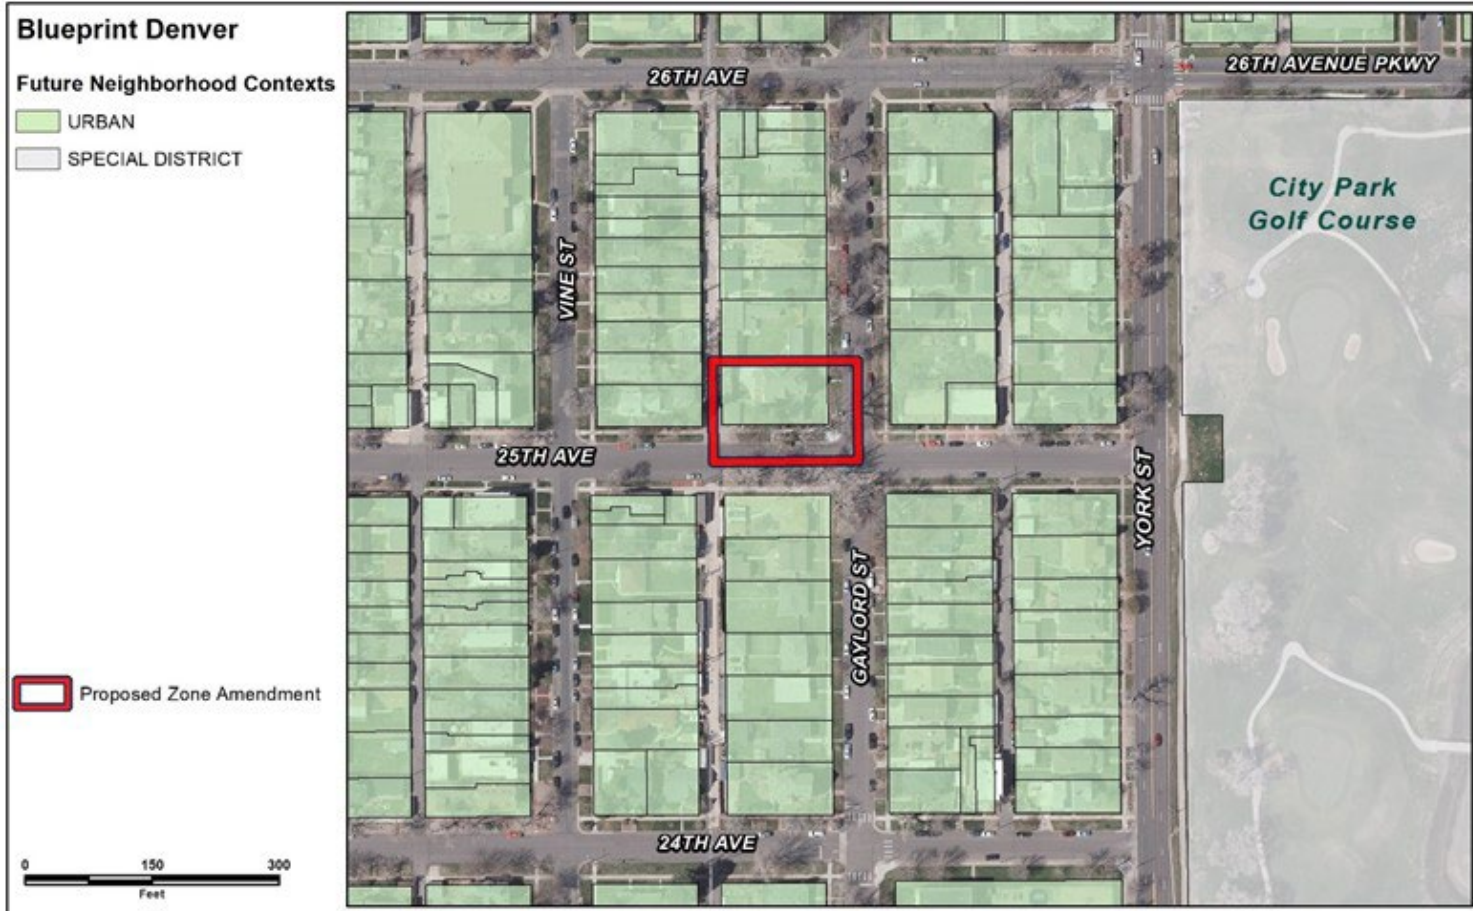 Blueprint Denver
Future Neighborhood Contexts
URBAN
SPECIAL DISTRICT
Proposed Zone Amendment
0 150 300
Feet
26TH AVE
26TH AVENUE PKWY
City Park
Golf Course
VINE ST
25TH AVE
YORK ST
GAYLORD ST
24TH AVE